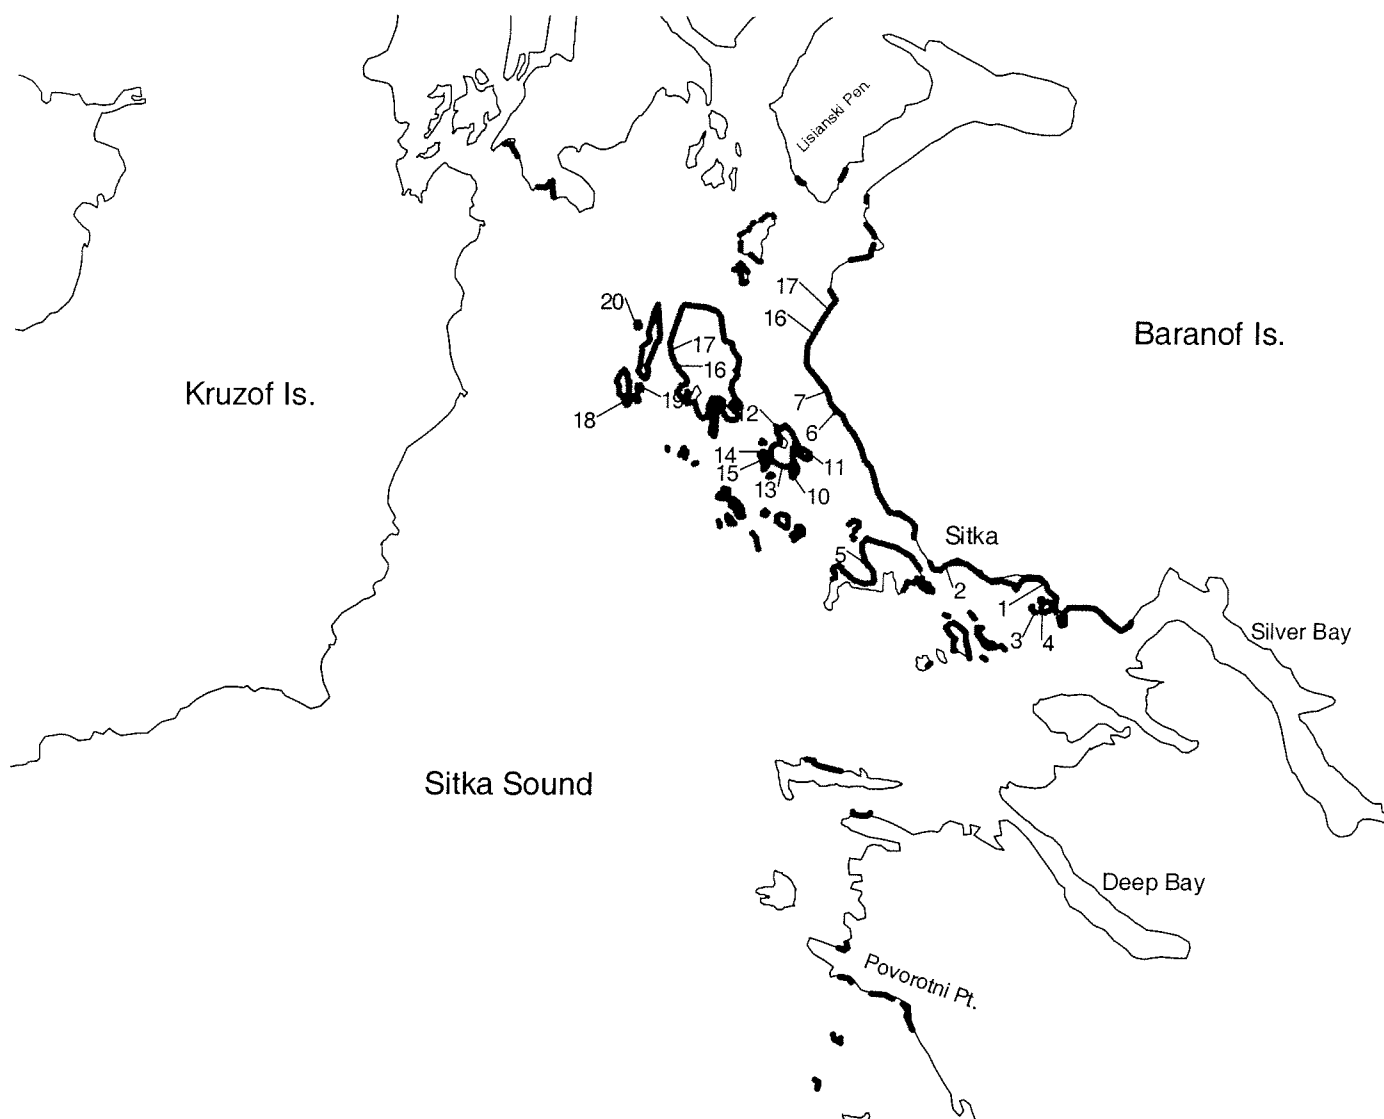 Lisianski Pen.
17
20
16
Baranof Is.
17
16
Kruzof Is.
7
19
18
12
6
14
11
15
13
10
Sitka
5
2
1
3
4
Silver Bay
Sitka Sound
Deep Bay
Povorotni Pt.